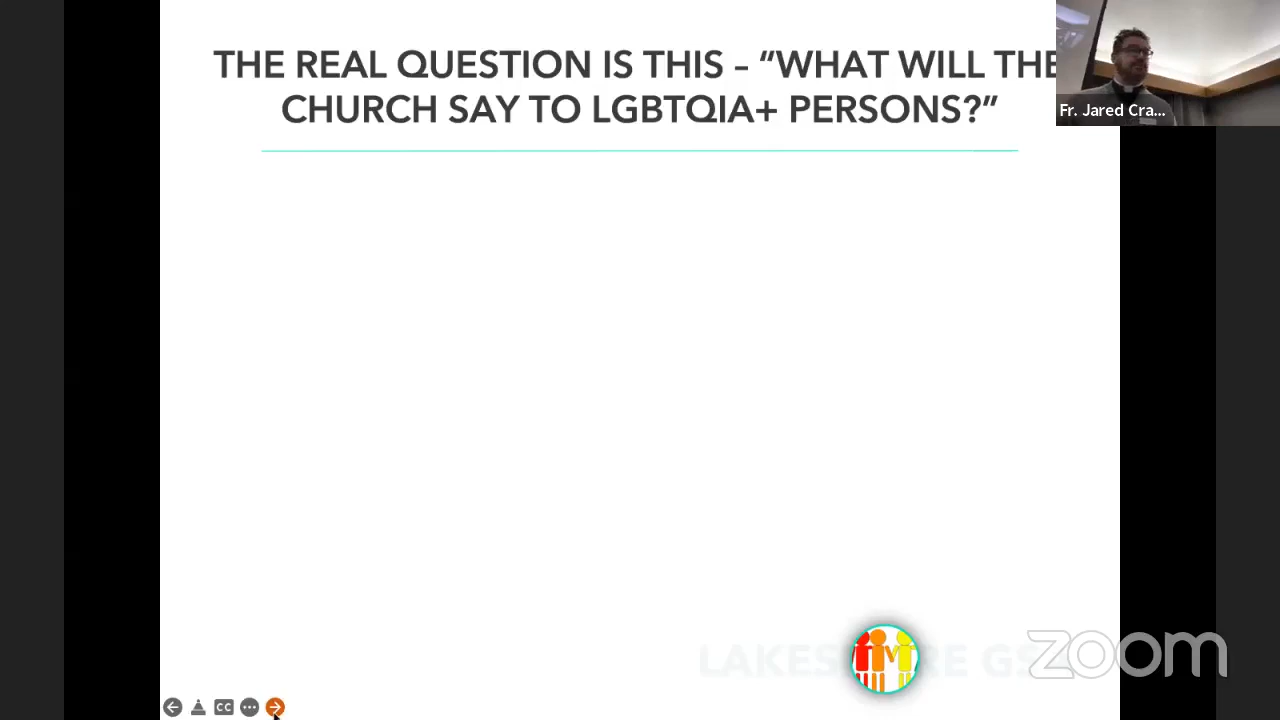 THE REAL QUESTION IS THIS – “WHAT WILL THE
CHURCH SAY TO LGBTQIA+ PERSONS?”
Fr. Jared Cra...
zoom
CC